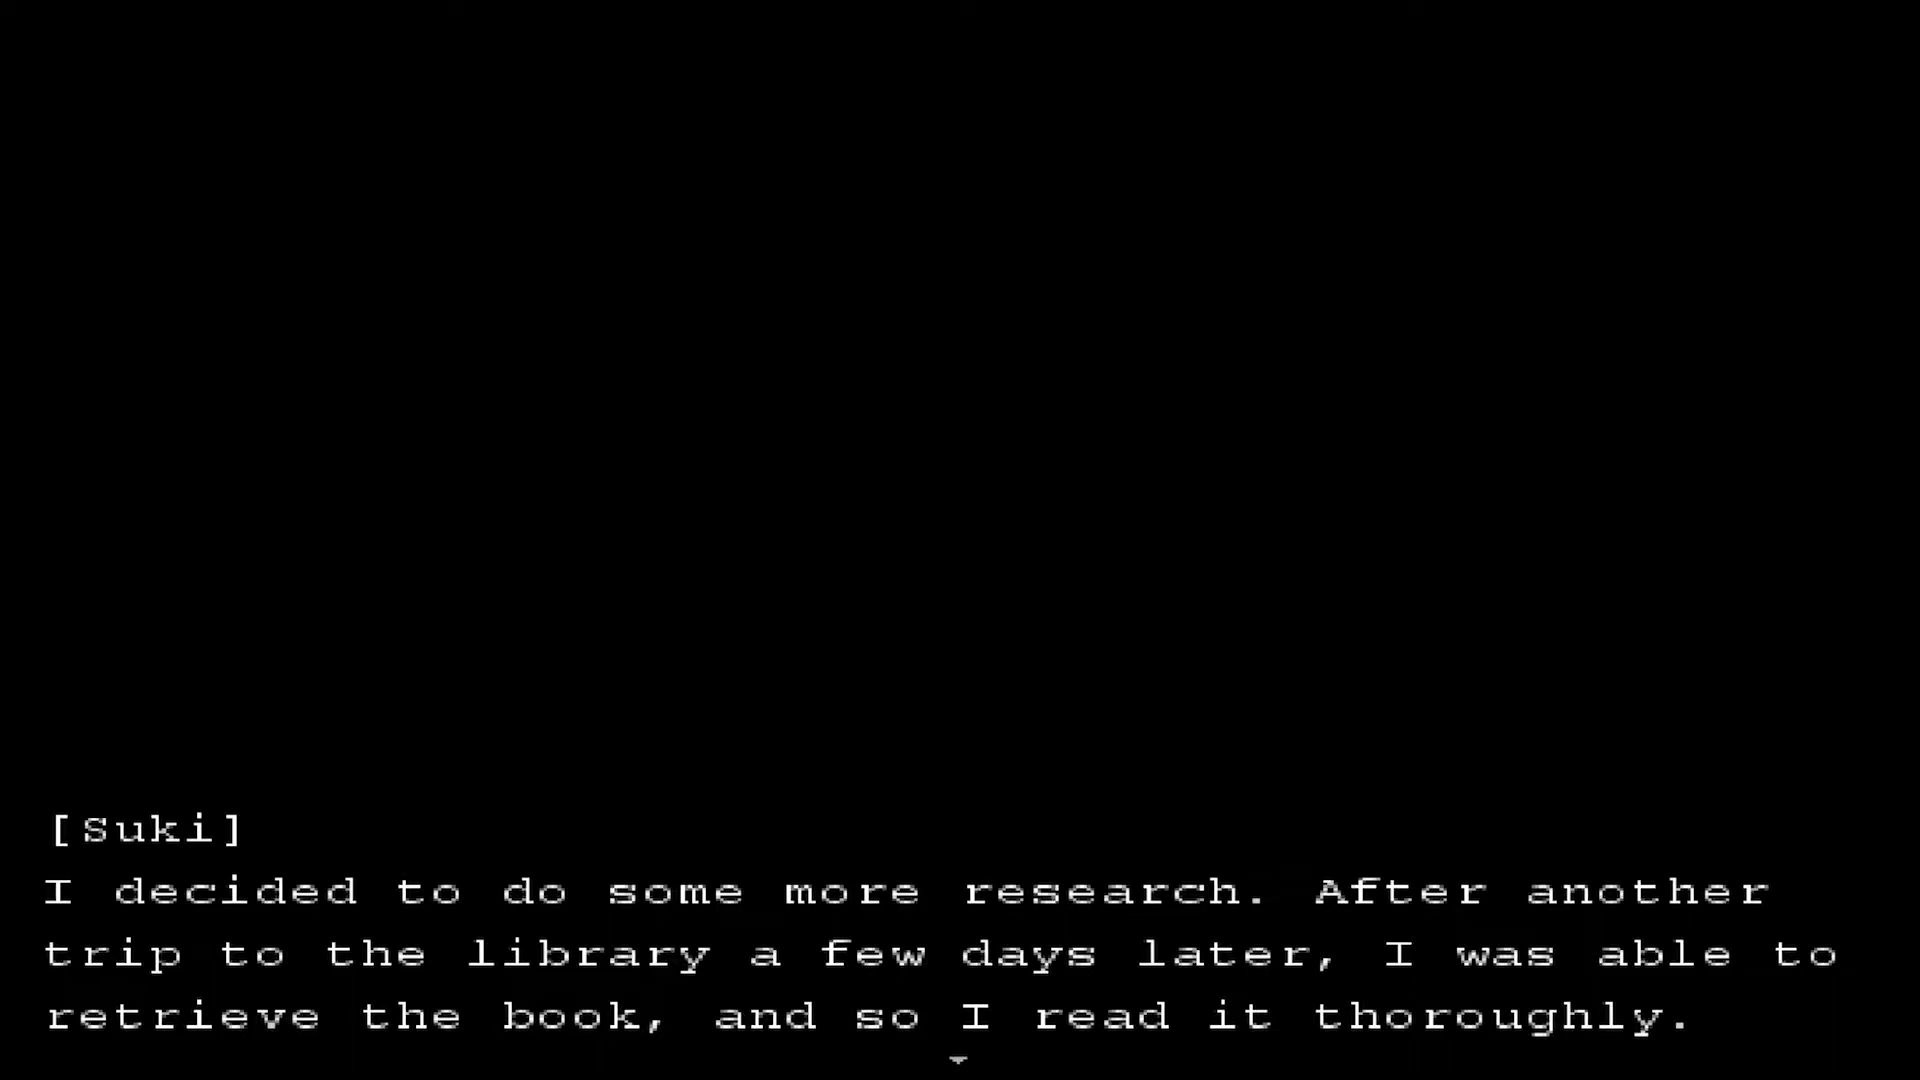 [Suki]
I decided to do some more research. After another
trip to the library a few days later, I was able to
retrieve the book, and so I read it thoroughly.